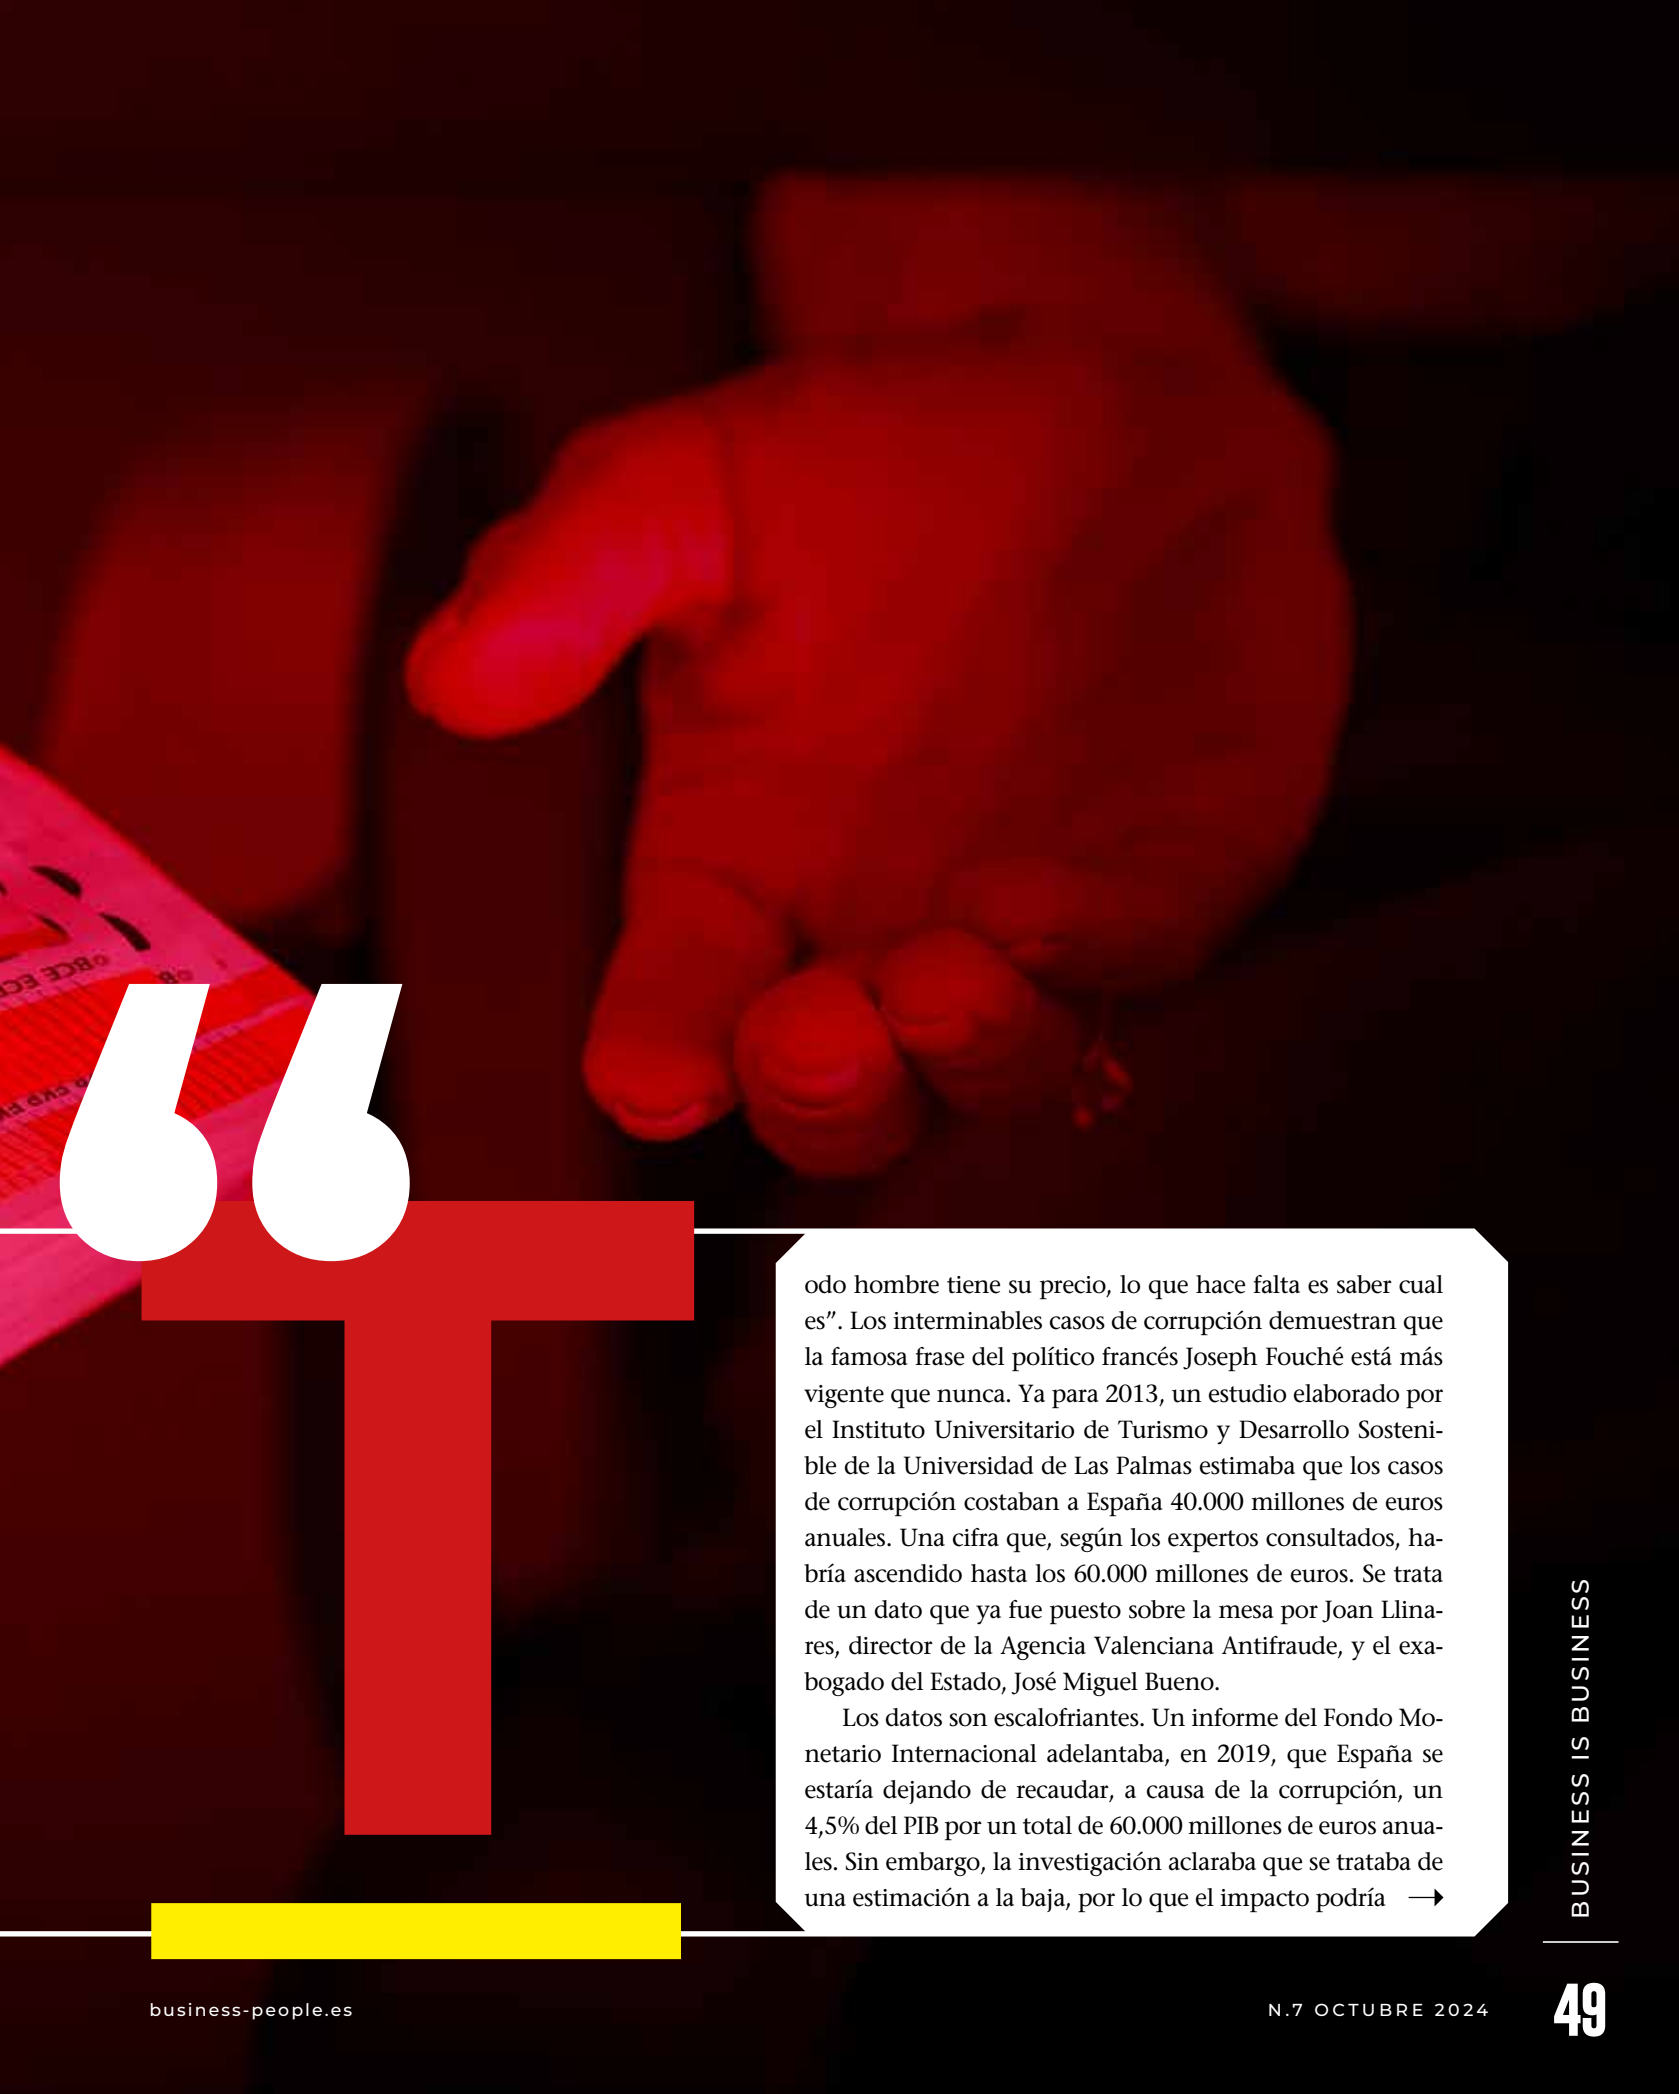 “T
odo hombre tiene su precio, lo que hace falta es saber cual
es”. Los interminables casos de corrupción demuestran que
la famosa frase del político francés Joseph Fouché está más
vigente que nunca. Ya para 2013, un estudio elaborado por
el Instituto Universitario de Turismo y Desarrollo Sosteni-
ble de la Universidad de Las Palmas estimaba que los casos
de corrupción costaban a España 40.000 millones de euros
anuales. Una cifra que, según los expertos consultados, ha-
bría ascendido hasta los 60.000 millones de euros. Se trata
de un dato que ya fue puesto sobre la mesa por Joan Llina-
res, director de la Agencia Valenciana Antifraude, y el exa-
bogado del Estado, José Miguel Bueno.
Los datos son escalofriantes. Un informe del Fondo Mo-
netario Internacional adelantaba, en 2019, que España se
estaría dejando de recaudar, a causa de la corrupción, un
4,5% del PIB por un total de 60.000 millones de euros anua-
les. Sin embargo, la investigación aclaraba que se trataba de
una estimación a la baja, por lo que el impacto podría →
BUSINESS IS BUSINESS
business-people.es
N.7 OCTUBRE 2024
49
BCE